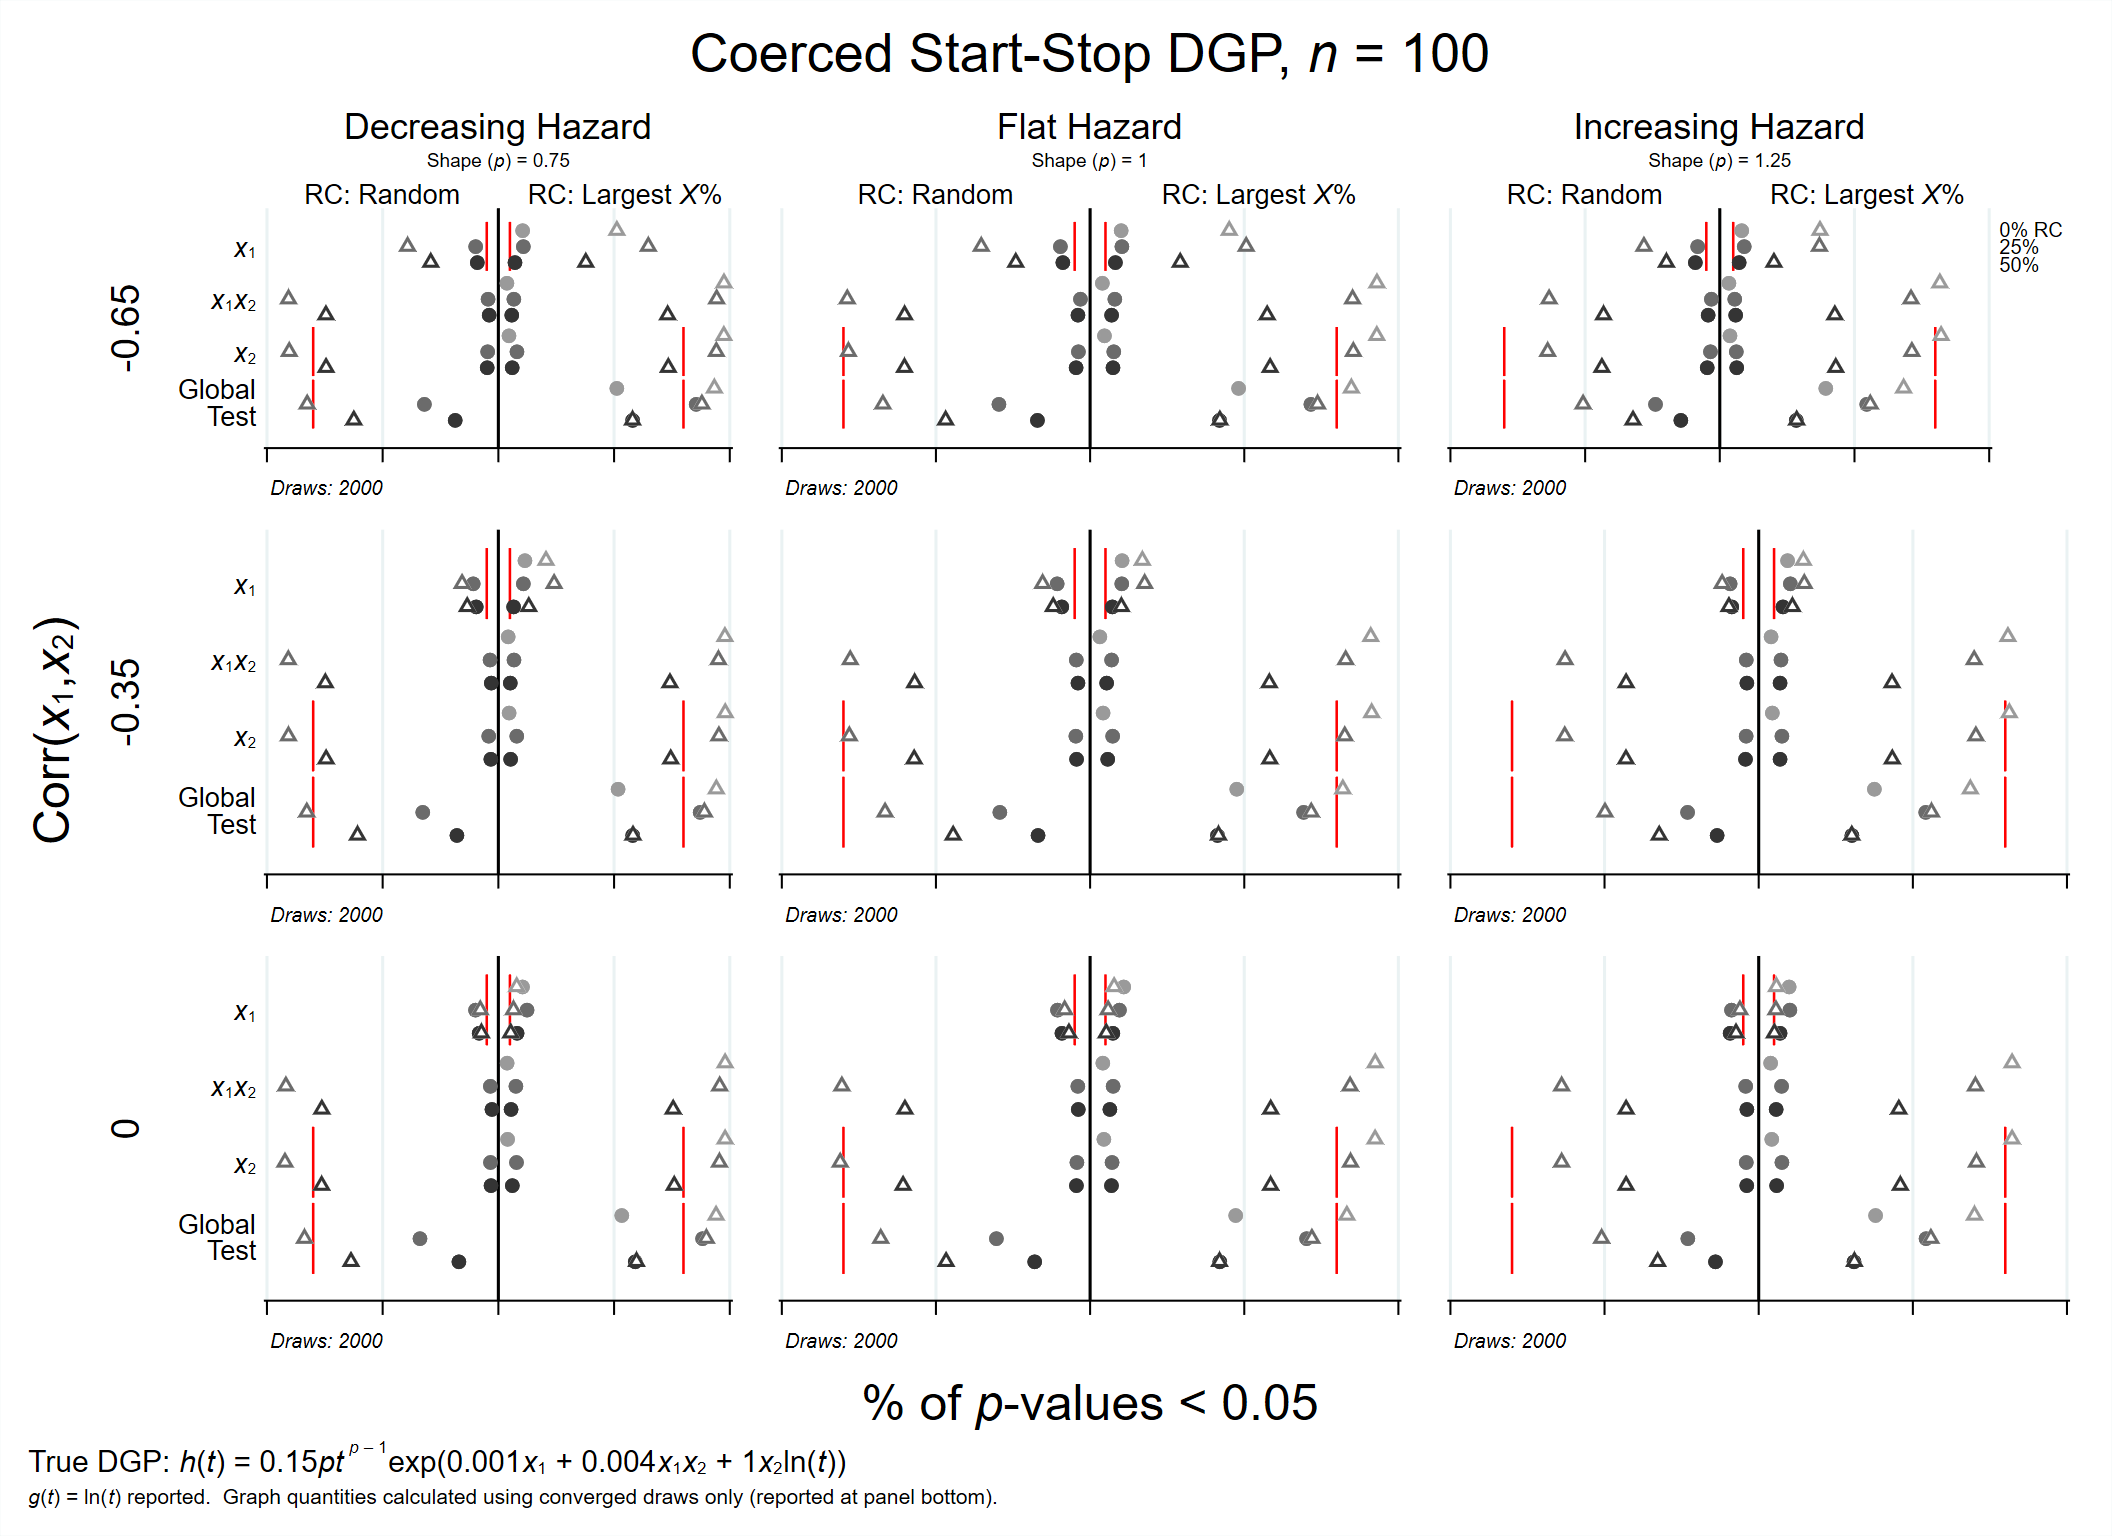 Coerced Start-Stop DGP, n = 100
Decreasing Hazard
Flat Hazard
Increasing Hazard
Shape (p) = 0.75
Shape (p) = 1
Shape (p) = 1.25
RC: Random
RC: Largest X%
RC: Random
RC: Largest X%
RC: Random
RC: Largest X%
0% RC
25%
50%
Corr(x₁,x₂)
-0.65
x₁
x₁x₂
x₂
Global
Test
Draws: 2000
Draws: 2000
Draws: 2000
-0.35
x₁
x₁x₂
x₂
Global
Test
Draws: 2000
Draws: 2000
Draws: 2000
0
x₁
x₁x₂
x₂
Global
Test
Draws: 2000
Draws: 2000
Draws: 2000
% of p-values < 0.05
True DGP: h(t) = 0.15pt^{p – 1}exp(0.001x₁ + 0.004x₁x₂ + 1x₂ln(t))
g(t) = ln(t) reported.  Graph quantities calculated using converged draws only (reported at panel bottom).